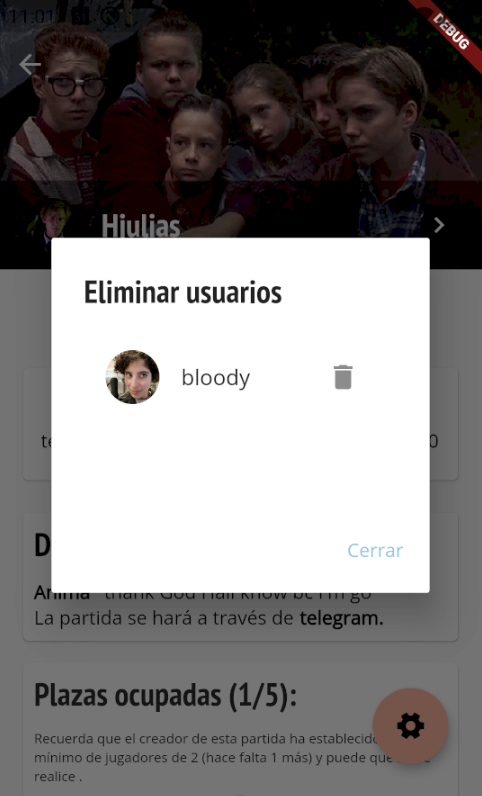 11:01
DEBUG
Hiulias
Eliminar usuarios
bloody
Cerrar
Anima thank God I all know bc I'm go
La partida se hará a través de telegram.
Plazas ocupadas (1/5):
Recuerda que el creador de esta partida ha establecido
mínimo de jugadores de 2 (hace falta 1 más) y puede que
realice .